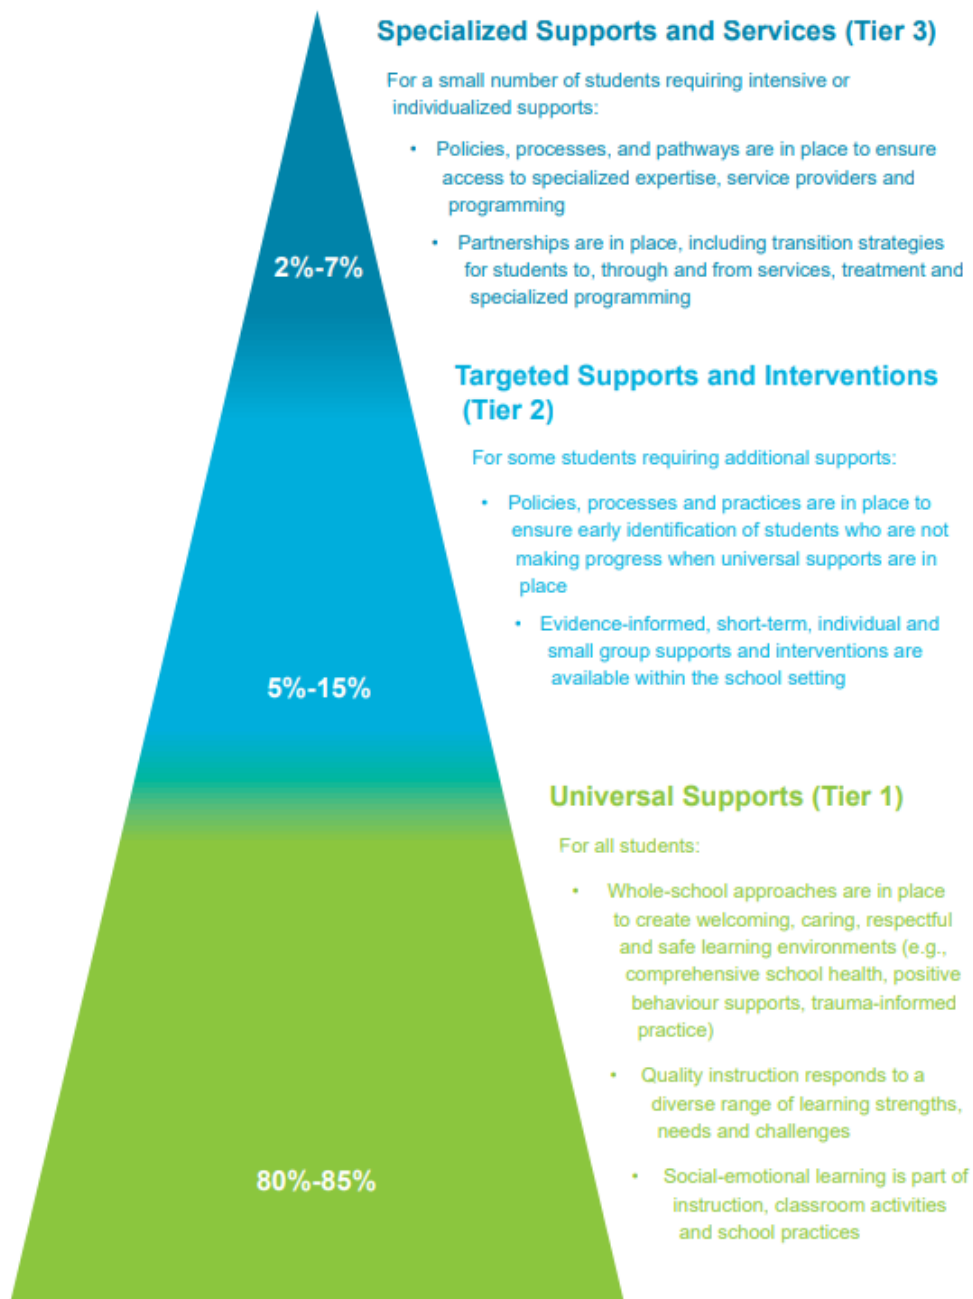 Specialized Supports and Services (Tier 3)
For a small number of students requiring intensive or
individualized supports:
• Policies, processes, and pathways are in place to ensure
access to specialized expertise, service providers and
programming
• Partnerships are in place, including transition strategies
for students to, through and from services, treatment and
specialized programming
2%-7%
Targeted Supports and Interventions
(Tier 2)
For some students requiring additional supports:
• Policies, processes and practices are in place to
ensure early identification of students who are not
making progress when universal supports are in
place
• Evidence-informed, short-term, individual and
small group supports and interventions are
available within the school setting
5%-15%
Universal Supports (Tier 1)
For all students:
• Whole-school approaches are in place
to create welcoming, caring, respectful
and safe learning environments (e.g.,
comprehensive school health, positive
behaviour supports, trauma-informed
practice)
• Quality instruction responds to a
diverse range of learning strengths,
needs and challenges
• Social-emotional learning is part of
instruction, classroom activities
and school practices
80%-85%